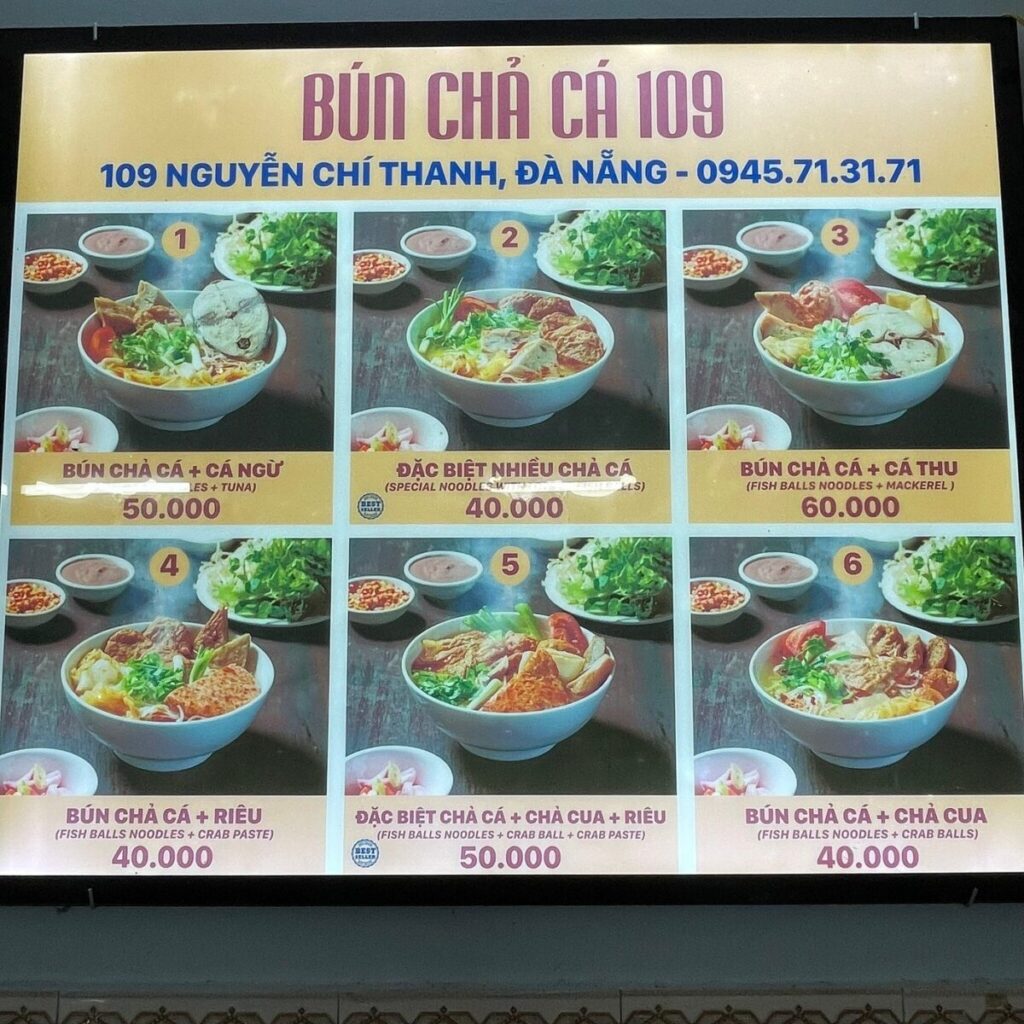 BÚN CHẢ CÁ 109
109 NGUYỄN CHÍ THANH, ĐÀ NẴNG - 0945.71.31.71
1
BÚN CHẢ CÁ + CÁ NGỪ
+ TUNA)
50.000
2
ĐẶC BIỆT NHIỀU CHẢ CÁ
(SPECIAL NOODLES
BEST SELLER
40.000
3
BÚN CHẢ CÁ + CÁ THU
(FISH BALLS NOODLES + MACKEREL )
60.000
4
BÚN CHẢ CÁ + RIÊU
(FISH BALLS NOODLES + CRAB PASTE)
40.000
5
ĐẶC BIỆT CHẢ CÁ + CHẢ CUA + RIÊU
(FISH BALLS NOODLES + CRAB BALL + CRAB PASTE)
BEST SELLER
50.000
6
BÚN CHẢ CÁ + CHẢ CUA
(FISH BALLS NOODLES + CRAB BALLS)
40.000